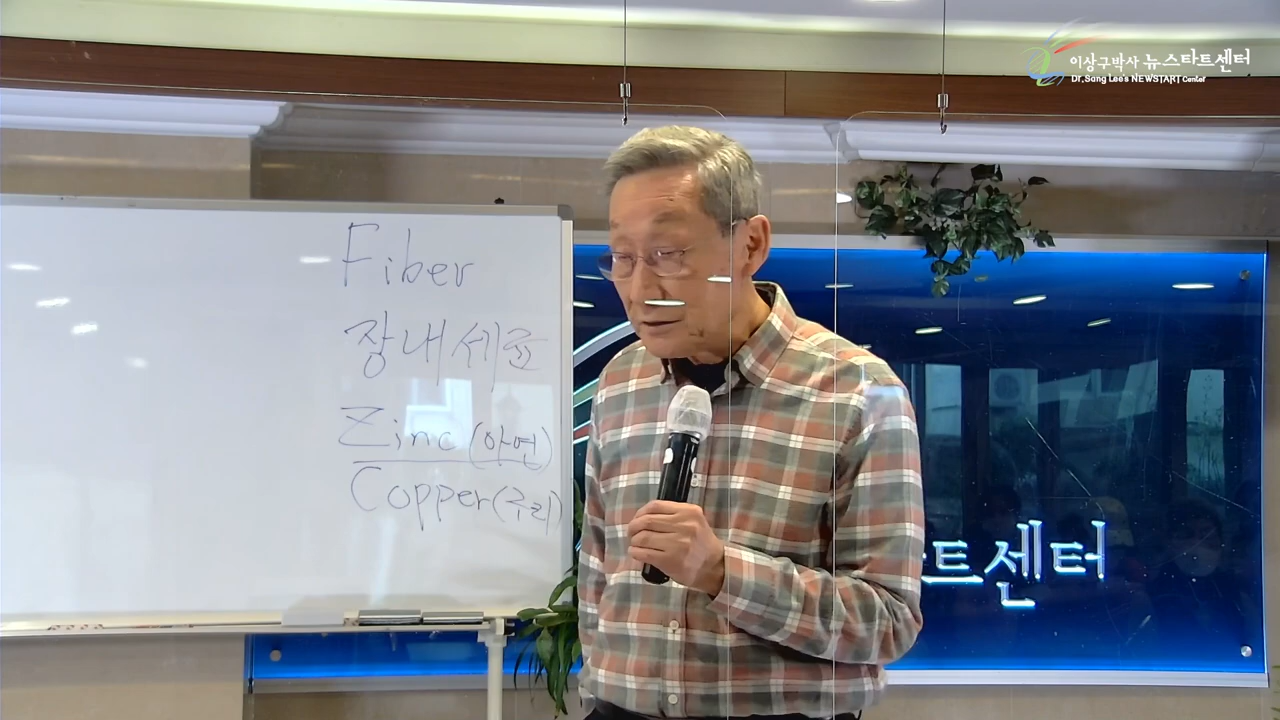 이상구박사 뉴스타트센터
Dr. Sang Lee's NEWSTART Center
Fiber
장내세균
Zinc (아연)
Copper (구리)
타트센터